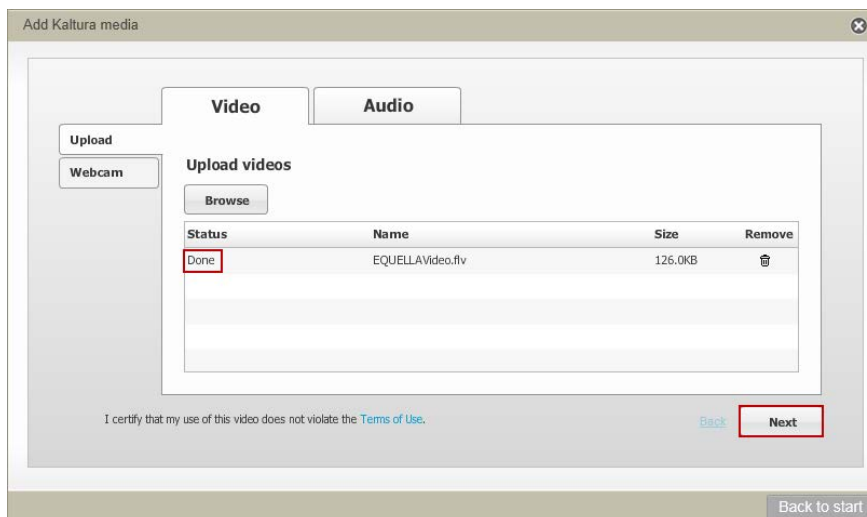 Add Kaltura media
Video Audio
Upload
Webcam
Upload videos
Browse
Status Name Size Remove
Done EQUELLAVideo.flv 126.0KB
I certify that my use of this video does not violate the Terms of Use.
Back Next
Back to start